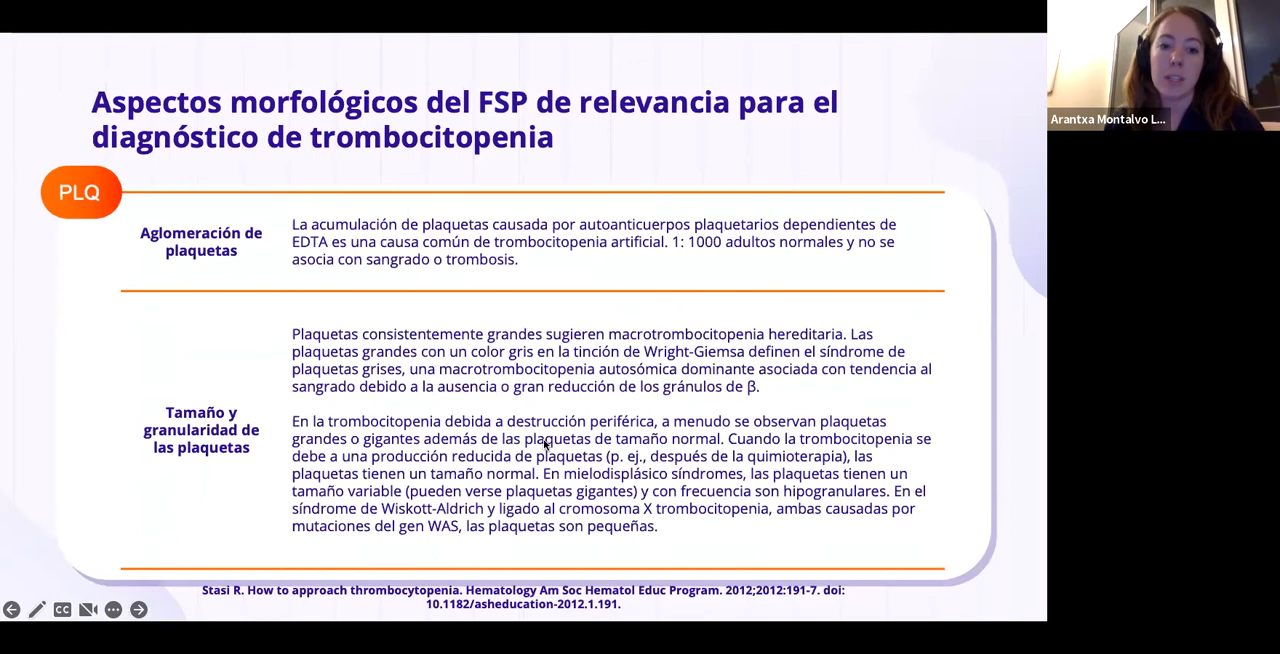 Aspectos morfológicos del FSP de relevancia para el
diagnóstico de trombocitopenia
PLQ
Aglomeración de
plaquetas
La acumulación de plaquetas causada por autoanticuerpos plaquetarios dependientes de
EDTA es una causa común de trombocitopenia artificial. 1: 1000 adultos normales y no se
asocia con sangrado o trombosis.
Tamaño y
granularidad de
las plaquetas
Plaquetas consistentemente grandes sugieren macrotrombocitopenia hereditaria. Las
plaquetas grandes con un color gris en la tinción de Wright-Giemsa definen el síndrome de
plaquetas grises, una macrotrombocitopenia autosómica dominante asociada con tendencia al
sangrado debido a la ausencia o gran reducción de los gránulos de β.
En la trombocitopenia debida a destrucción periférica, a menudo se observan plaquetas
grandes o gigantes además de las plaquetas de tamaño normal. Cuando la trombocitopenia se
debe a una producción reducida de plaquetas (p. ej., después de la quimioterapia), las
plaquetas tienen un tamaño normal. En mielodisplásico síndromes, las plaquetas tienen un
tamaño variable (pueden verse plaquetas gigantes) y con frecuencia son hipogranulares. En el
síndrome de Wiskott-Aldrich y ligado al cromosoma X trombocitopenia, ambas causadas por
mutaciones del gen WAS, las plaquetas son pequeñas.
Stasi R. How to approach thrombocytopenia. Hematology Am Soc Hematol Educ Program. 2012;2012:191-7. doi:
10.1182/asheducation-2012.1.191.
CC
Arantxa Montalvo L...